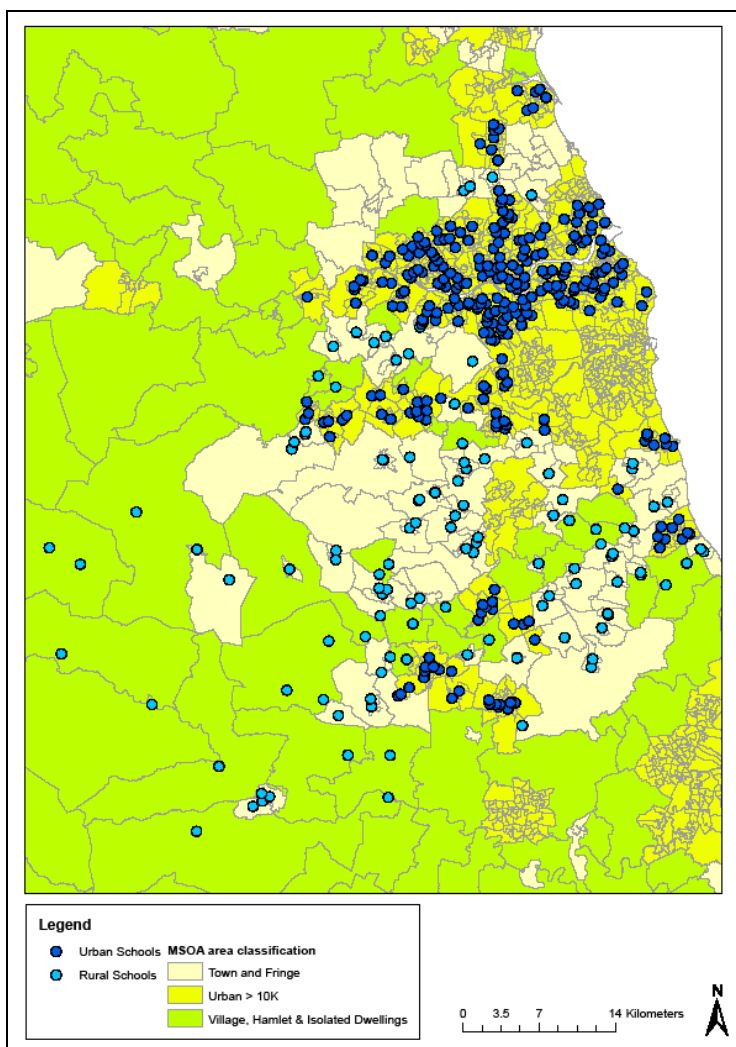 Legend
Urban Schools
Rural Schools
MSOA area classification
Town and Fringe
Urban > 10K
Village, Hamlet & Isolated Dwellings
N
0 3.5 7 14 Kilometers